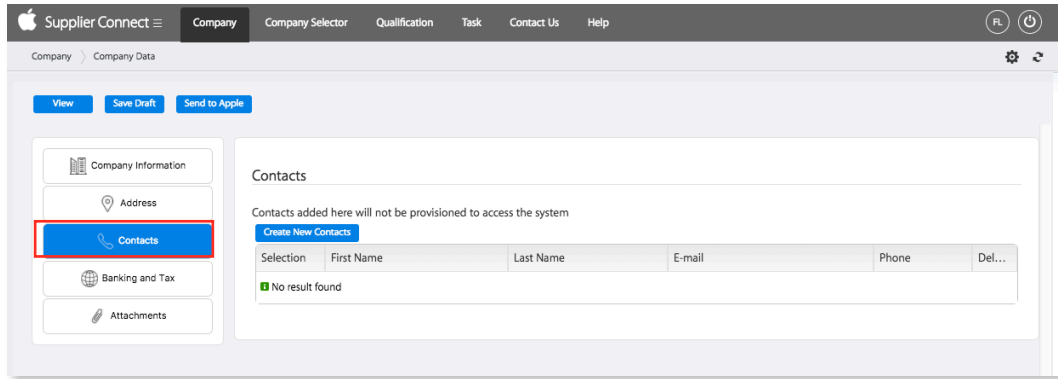 Supplier Connect Company Company Selector Qualification Task Contact Us Help FL
Company Company Data
View Save Draft Send to Apple
Company Information
Address
Contacts
Banking and Tax
Attachments
Contacts
Contacts added here will not be provisioned to access the system
Create New Contacts
Selection First Name Last Name E-mail Phone Del...
No result found